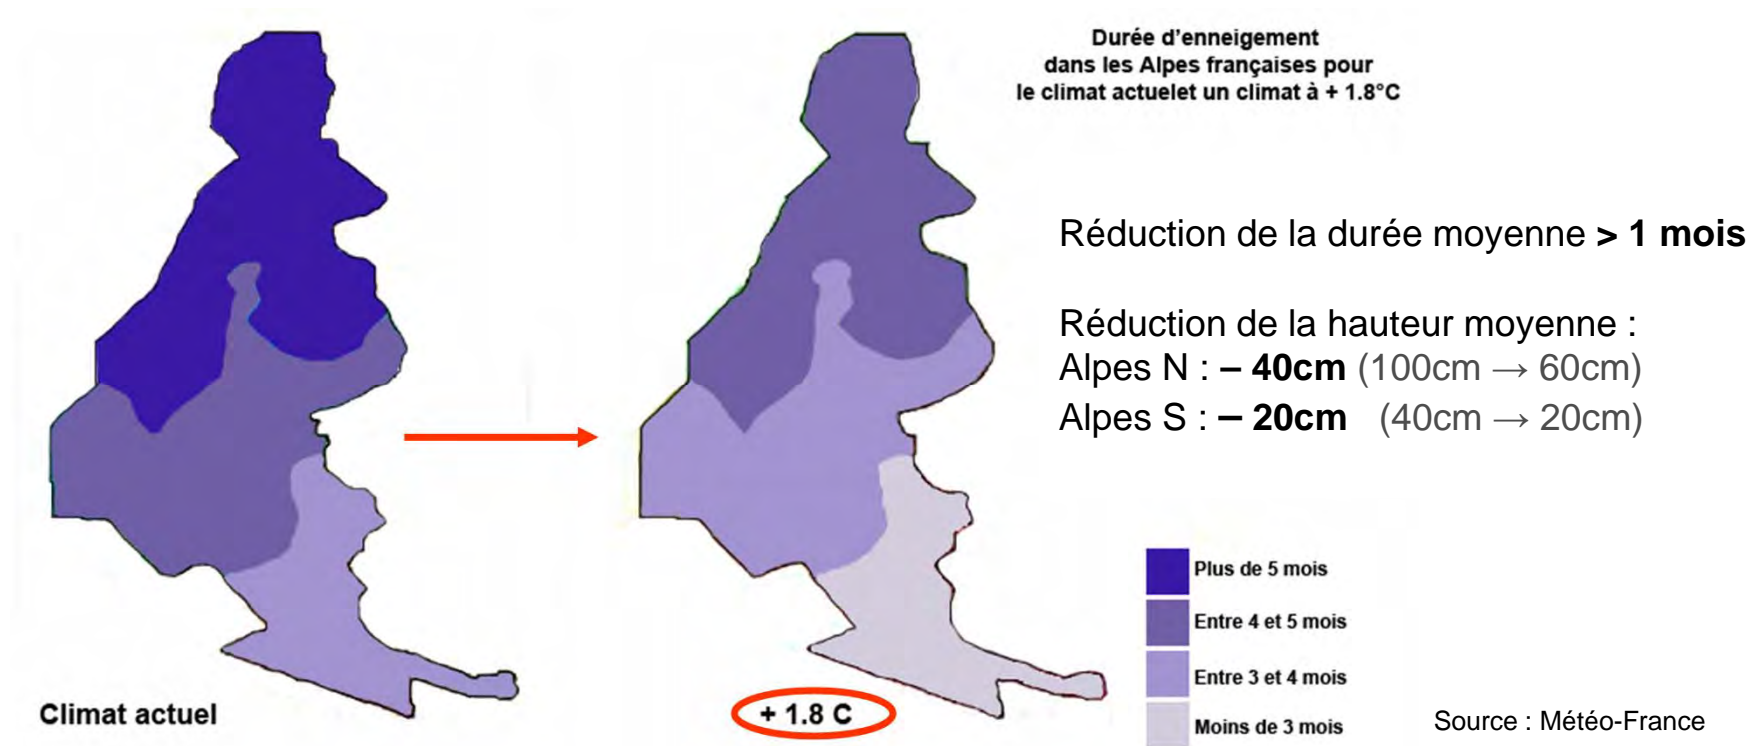 Durée d'enneigement
dans les Alpes françaises pour
le climat actuelet un climat à + 1.8°C
Réduction de la durée moyenne > 1 mois
Réduction de la hauteur moyenne :
Alpes N : – 40cm (100cm → 60cm)
Alpes S : – 20cm (40cm → 20cm)
Plus de 5 mois
Entre 4 et 5 mois
Entre 3 et 4 mois
Moins de 3 mois
Climat actuel
+ 1.8 C
Source : Météo-France